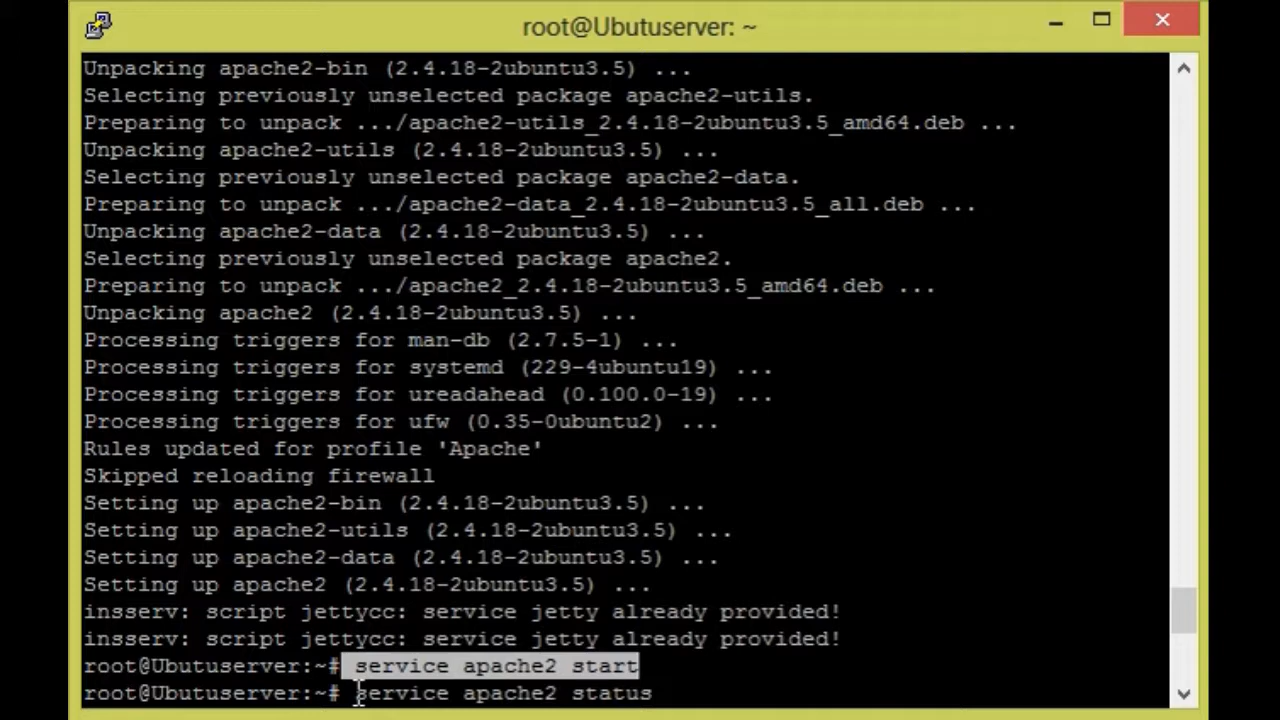 root@Ubutuserver: ~
Unpacking apache2-bin (2.4.18-2ubuntu3.5) ...
Selecting previously unselected package apache2-utils.
Preparing to unpack .../apache2-utils_2.4.18-2ubuntu3.5_amd64.deb ...
Unpacking apache2-utils (2.4.18-2ubuntu3.5) ...
Selecting previously unselected package apache2-data.
Preparing to unpack .../apache2-data_2.4.18-2ubuntu3.5_all.deb ...
Unpacking apache2-data (2.4.18-2ubuntu3.5) ...
Selecting previously unselected package apache2.
Preparing to unpack .../apache2_2.4.18-2ubuntu3.5_amd64.deb ...
Unpacking apache2 (2.4.18-2ubuntu3.5) ...
Processing triggers for man-db (2.7.5-1) ...
Processing triggers for systemd (229-4ubuntu19) ...
Processing triggers for ureadahead (0.100.0-19) ...
Processing triggers for ufw (0.35-0ubuntu2) ...
Rules updated for profile 'Apache'
Skipped reloading firewall
Setting up apache2-bin (2.4.18-2ubuntu3.5) ...
Setting up apache2-utils (2.4.18-2ubuntu3.5) ...
Setting up apache2-data (2.4.18-2ubuntu3.5) ...
Setting up apache2 (2.4.18-2ubuntu3.5) ...
insserv: script jettycc: service jetty already provided!
insserv: script jettycc: service jetty already provided!
root@Ubutuserver:~# service apache2 start
root@Ubutuserver:~# service apache2 status